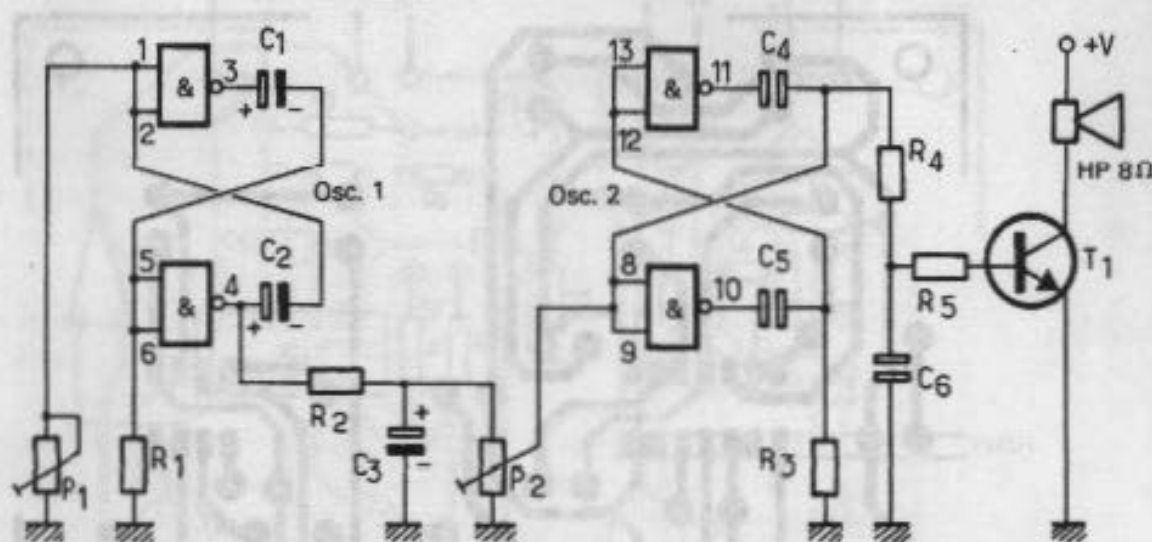 1
2
&
3
C1
+ -
Osc. 1
5
6
&
4
C2
+ -
P1
R1
R2
C3
+
-
P2
13
12
&
11
C4
Osc. 2
8
9
&
10
C5
R3
R4
R5
C6
T1
+V
HP 8Ω